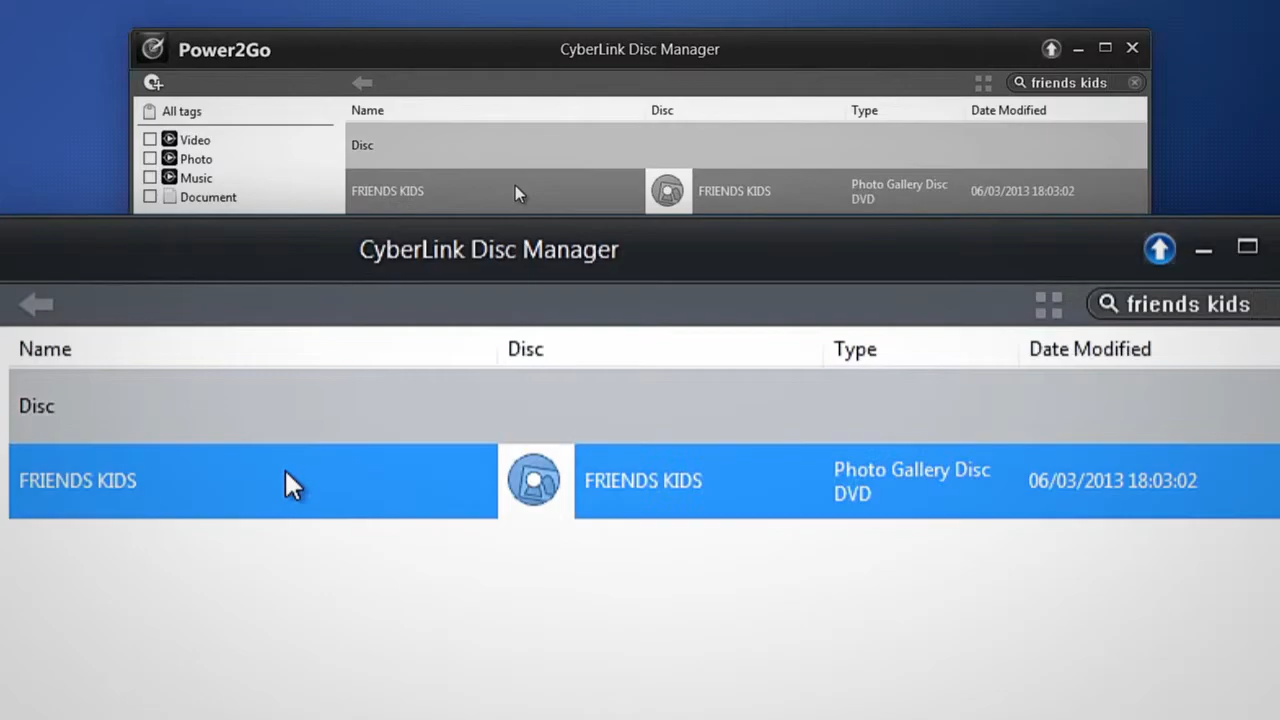 Power2Go
CyberLink Disc Manager
friends kids
All tags
Name
Disc
Type
Date Modified
Video
Photo
Music
Document
Disc
FRIENDS KIDS
FRIENDS KIDS
Photo Gallery Disc
DVD
06/03/2013 18:03:02
CyberLink Disc Manager
friends kids
Name
Disc
Type
Date Modified
Disc
FRIENDS KIDS
FRIENDS KIDS
Photo Gallery Disc
DVD
06/03/2013 18:03:02